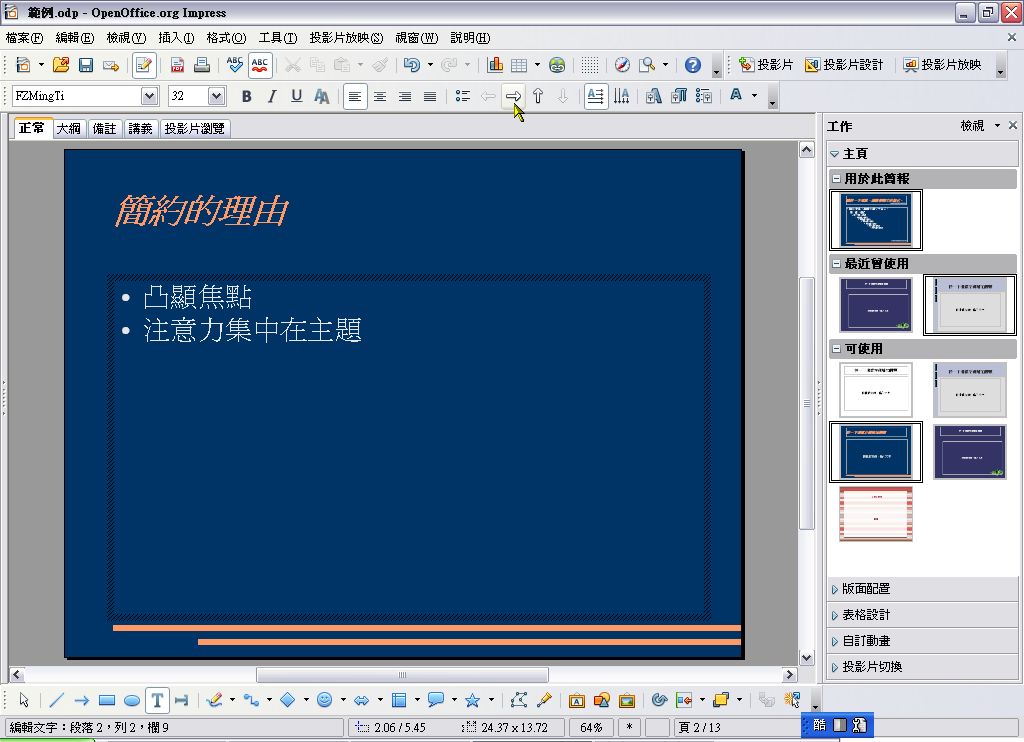 範例.odp - OpenOffice.org Impress
檔案(F) 編輯(E) 檢視(V) 插入(I) 格式(O) 工具(T) 投影片放映(S) 視窗(W) 說明(H)
ABC ABC 投影片 投影片設計 投影片放映
FZMingTi 32 B I U
正常 大綱 備註 講義 投影片瀏覽
工作 檢視
主頁
用於此簡報
簡約的理由
凸顯焦點
注意力集中在主題
最近曾使用
可使用
版面配置
表格設計
自訂動畫
投影片切換
編輯文字：段落 2，列 2，欄 9 2.06 / 5.45 24.37 x 13.72 64% * 頁 2 / 13 酷